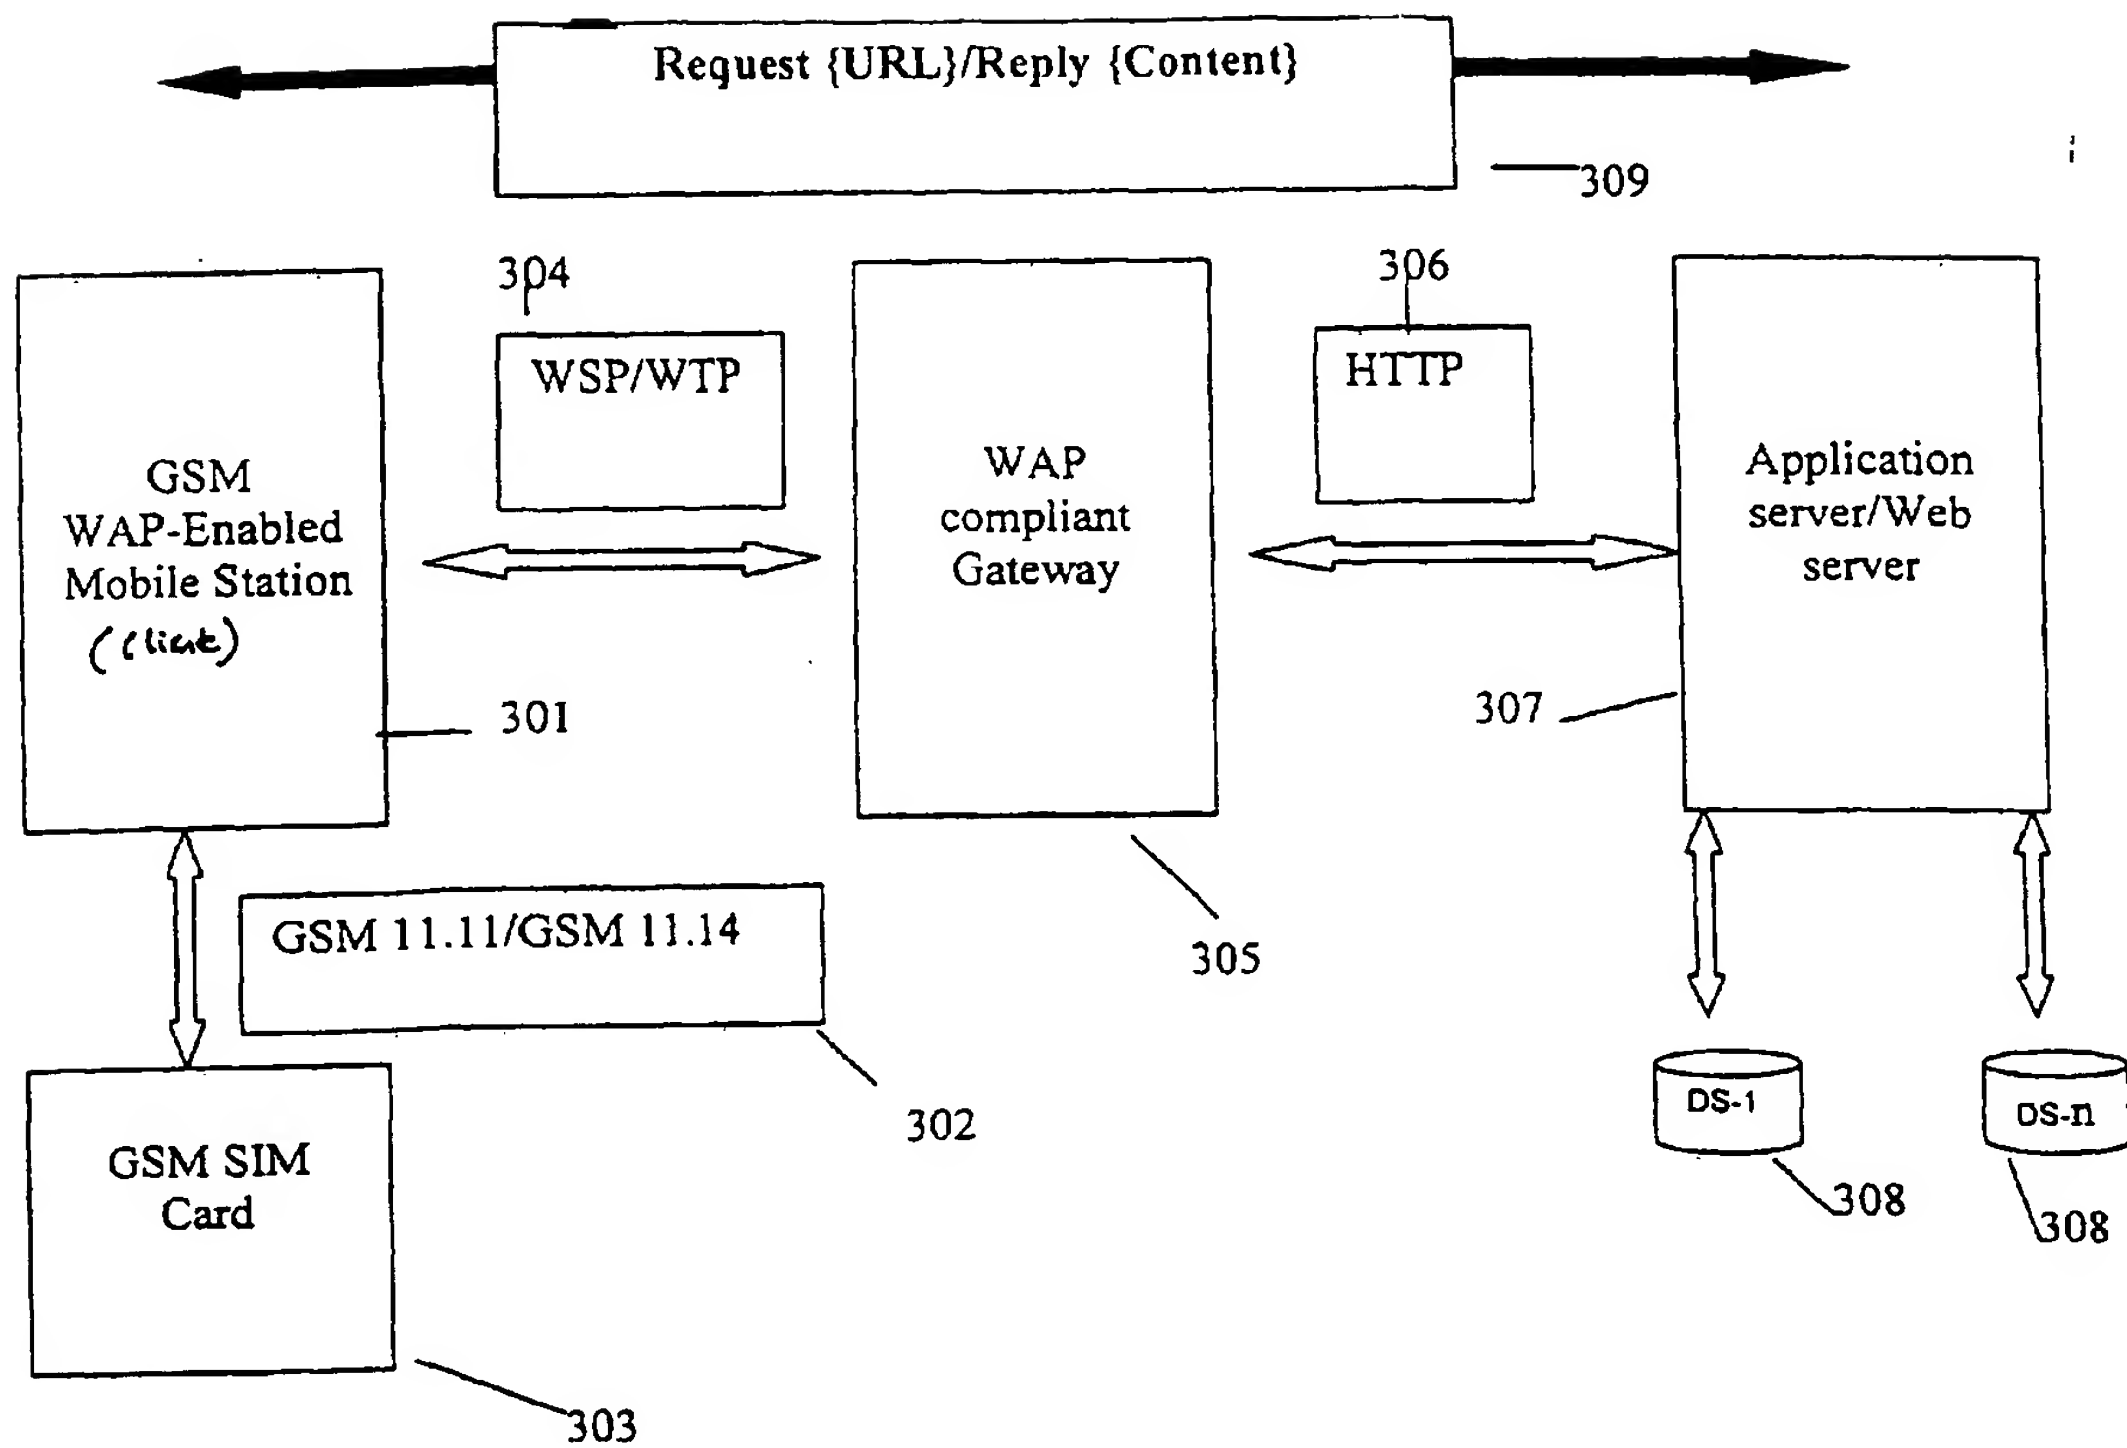 Request {URL}/Reply {Content}
309
304
306
WSP/WTP
HTTP
GSM
WAP-Enabled
Mobile Station
(Client)
WAP
compliant
Gateway
Application
server/Web
server
301
307
GSM 11.11/GSM 11.14
305
302
GSM SIM
Card
DS-1
DS-n
308
308
303